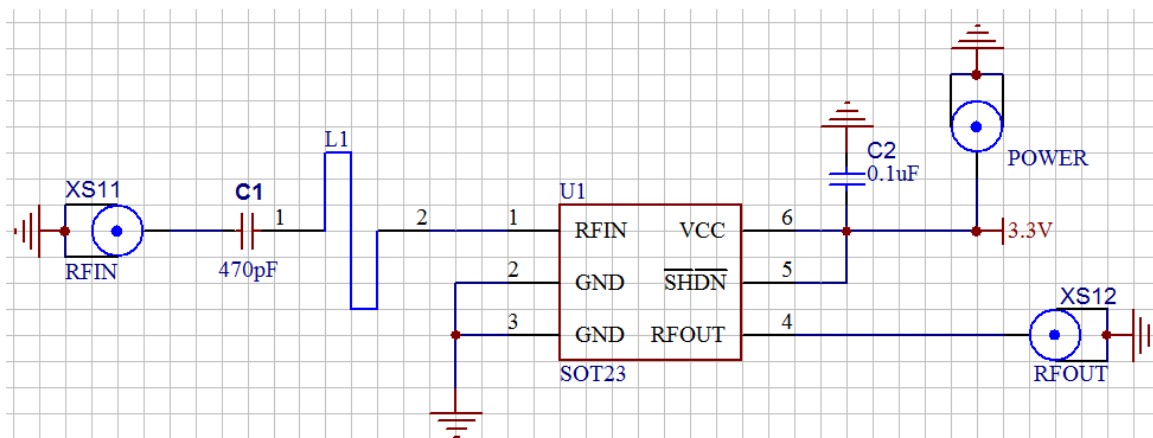 L1
C2
0.1uF
POWER
XS11
C1
1
2
470pF
RFIN
U1
1
RFIN
VCC
6
3.3V
2
GND
SHDN
5
3
GND
RFOUT
4
SOT23
XS12
RFOUT